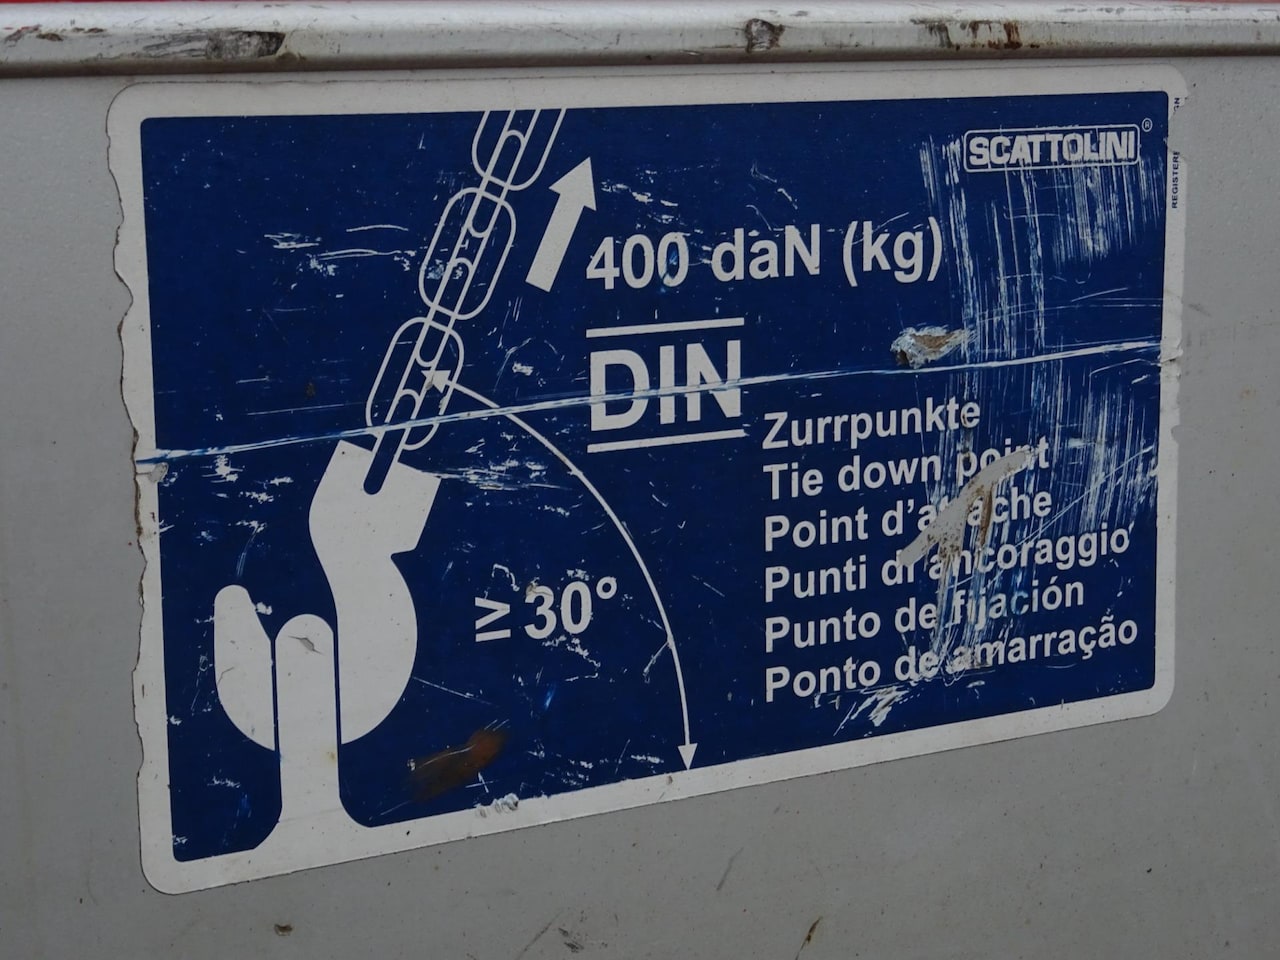 SCATTOLINI®
400 daN (kg)
DIN
Zurrpunkte
Tie down point
Point d'attache
Punti di ancoraggio
Punto de fijación
Ponto de amarração
≥ 30°